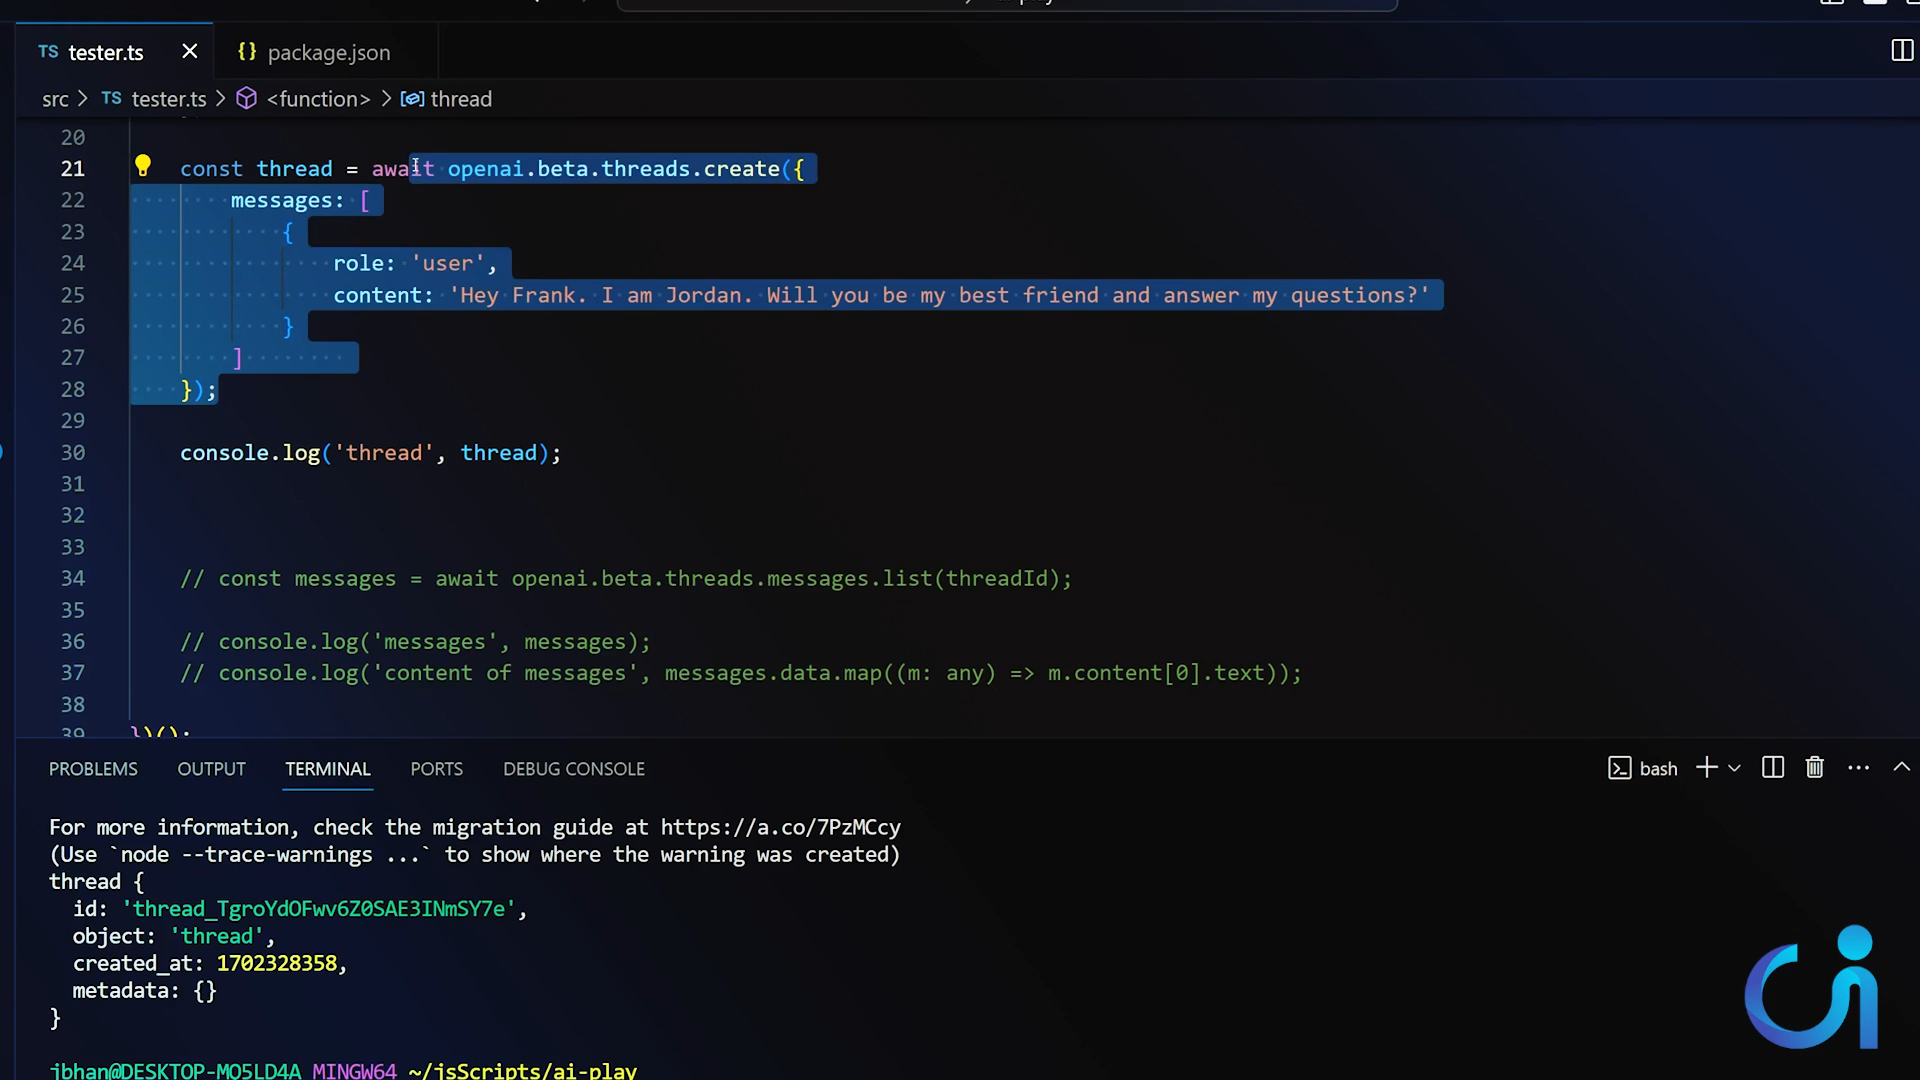 TS tester.ts
{} package.json
src > TS tester.ts > <function> > thread
20
21 const thread = await openai.beta.threads.create({
22 messages: [
23 {
24 role: 'user',
25 content: 'Hey Frank. I am Jordan. Will you be my best friend and answer my questions?'
26 }
27 ]
28 });
29
30 console.log('thread', thread);
31
32
33
34 // const messages = await openai.beta.threads.messages.list(threadId);
35
36 // console.log('messages', messages);
37 // console.log('content of messages', messages.data.map((m: any) => m.content[0].text));
38
39 })();
PROBLEMS OUTPUT TERMINAL PORTS DEBUG CONSOLE bash
For more information, check the migration guide at https://a.co/7PzMCcy
(Use `node --trace-warnings ...` to show where the warning was created)
thread {
id: 'thread_TgroYdOFwv6Z0SAE3INmSY7e',
object: 'thread',
created_at: 1702328358,
metadata: {}
}
jbhan@DESKTOP-MO5LD4A MINGW64 ~/jsScripts/ai-play